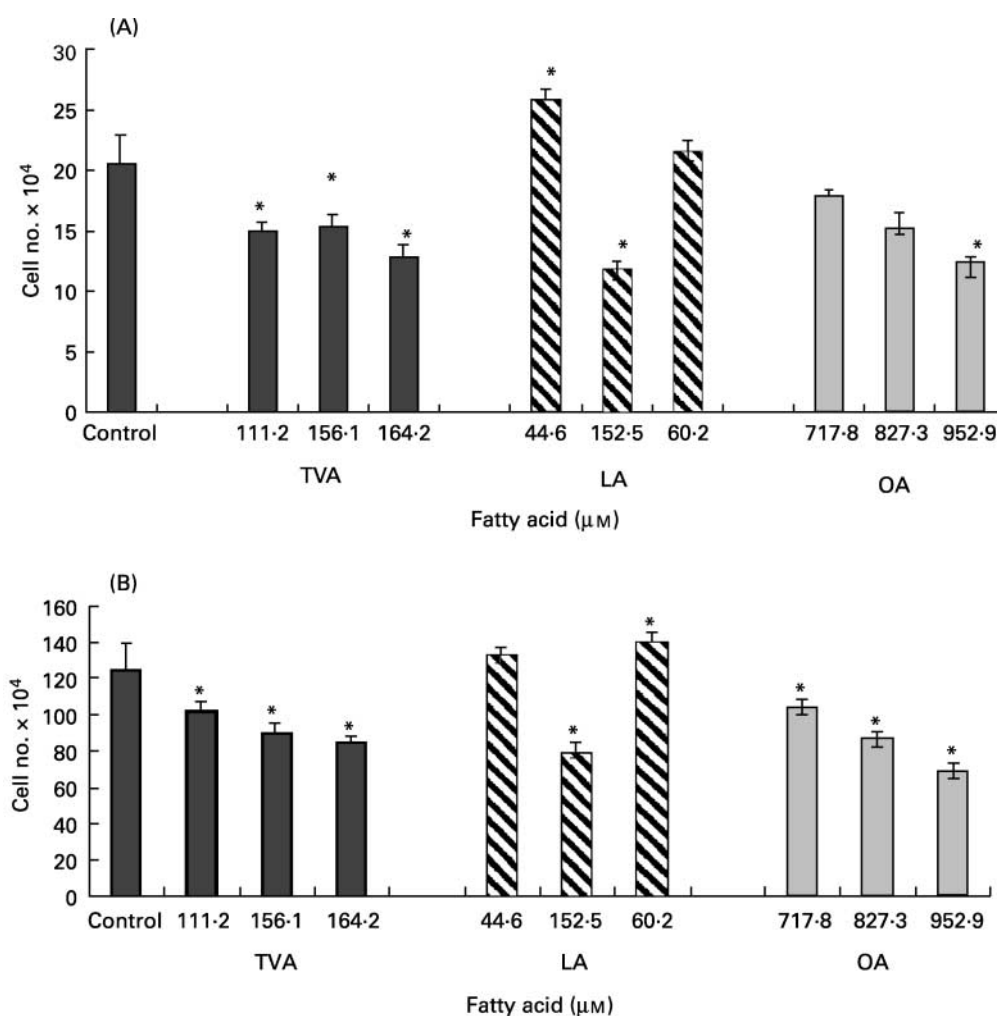 (A)
30
25
20
15
10
5
0
Cell no. × 10⁴
* * * * * *
Control 111·2 156·1 164·2 44·6 152·5 60·2 717·8 827·3 952·9
TVA LA OA
Fatty acid (μM)
(B)
160
140
120
100
80
60
40
20
0
Cell no. × 10⁴
* * * * * * * *
Control 111·2 156·1 164·2 44·6 152·5 60·2 717·8 827·3 952·9
TVA LA OA
Fatty acid (μM)